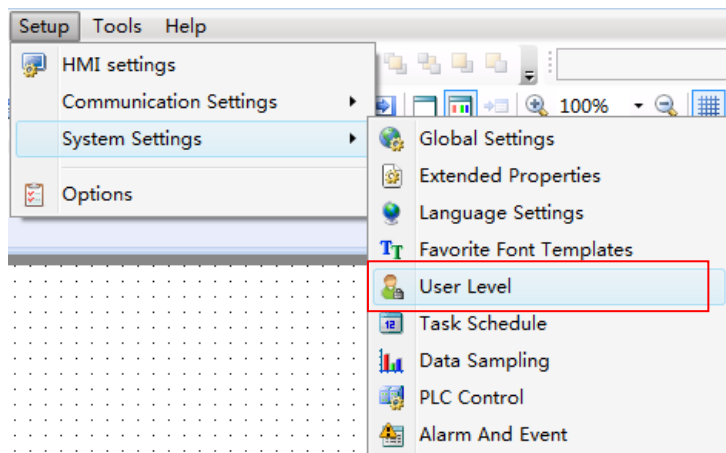 Setup Tools Help
HMI settings
Communication Settings
100%
System Settings
Global Settings
Extended Properties
Options
Language Settings
Favorite Font Templates
User Level
Task Schedule
Data Sampling
PLC Control
Alarm And Event